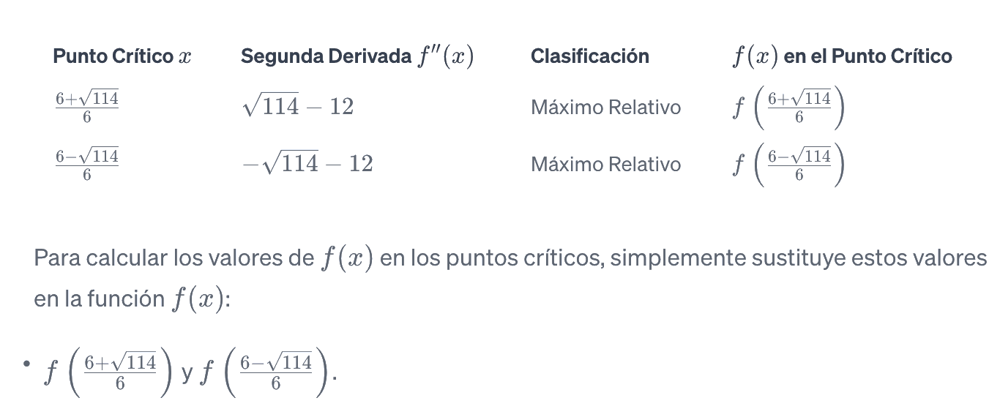 Punto Crítico x Segunda Derivada f''(x) Clasificación f(x) en el Punto Crítico
\frac{6+\sqrt{114}}{6} \sqrt{114} − 12 Máximo Relativo f\left(\frac{6+\sqrt{114}}{6}\right)
\frac{6−\sqrt{114}}{6} −\sqrt{114} − 12 Máximo Relativo f\left(\frac{6−\sqrt{114}}{6}\right)
Para calcular los valores de f(x) en los puntos críticos, simplemente sustituye estos valores
en la función f(x):
• f\left(\frac{6+\sqrt{114}}{6}\right) y f\left(\frac{6−\sqrt{114}}{6}\right).